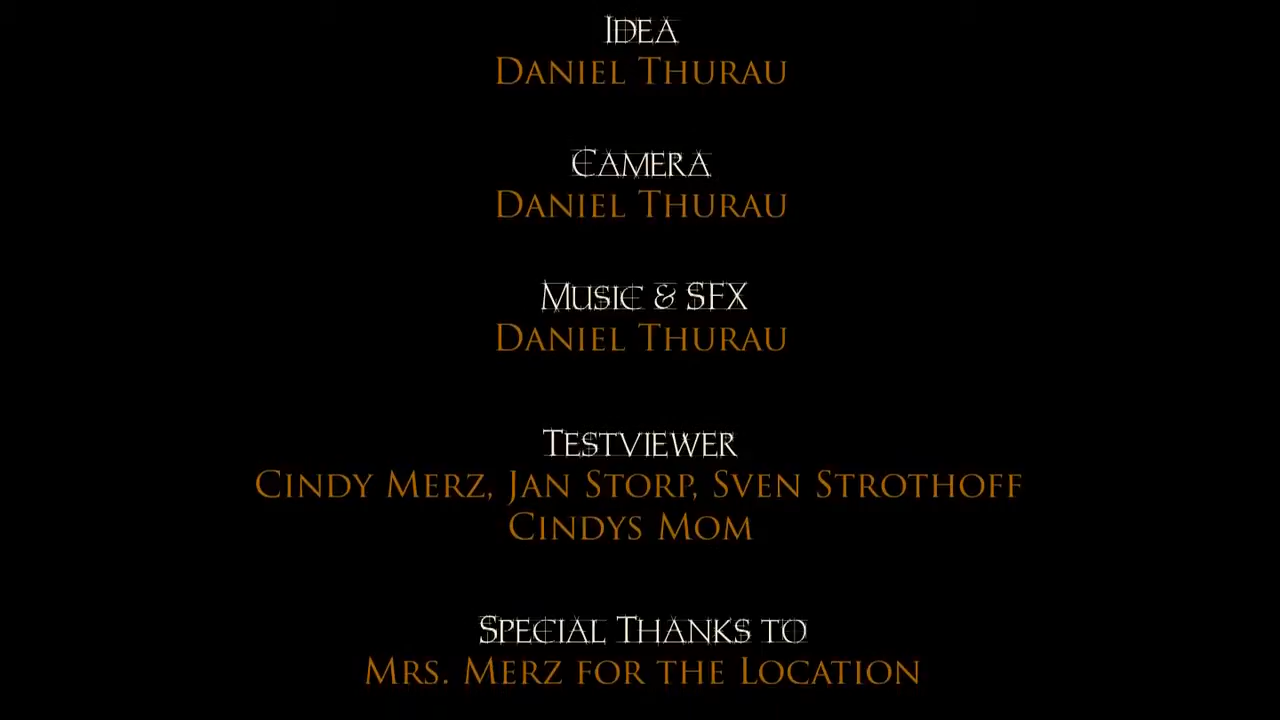 Idea
Daniel Thurau
Camera
Daniel Thurau
Music & SFX
Daniel Thurau
Testviewer
Cindy Merz, Jan Storp, Sven Strothoff
Cindys Mom
Special Thanks to
Mrs. Merz for the Location